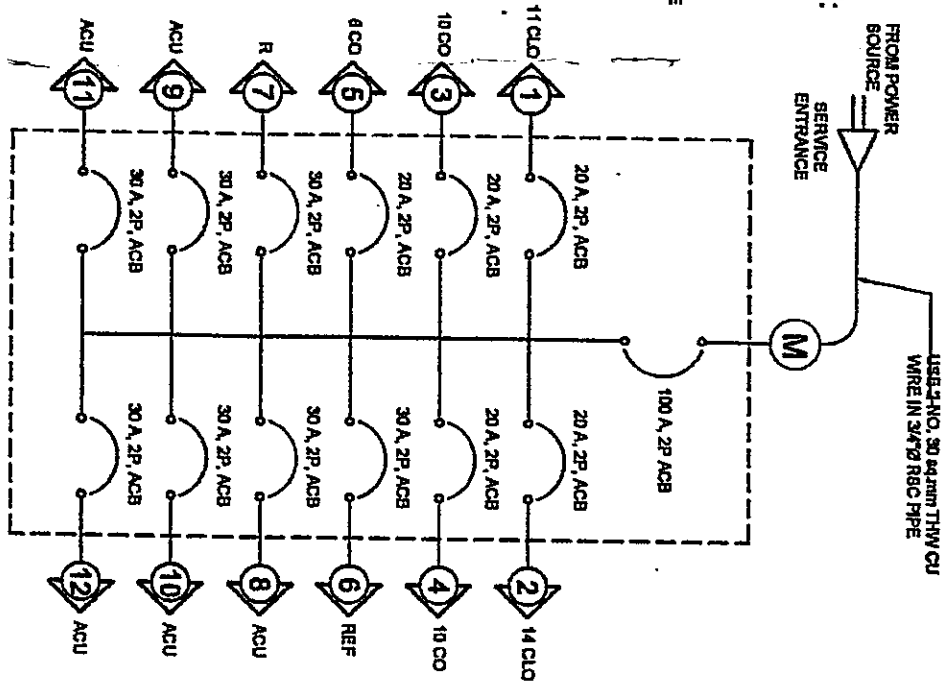 FROM POWER
SOURCE
SERVICE
ENTRANCE
USE 2-NO. 30 sq.mm THW CU
WIRE IN 3/4"Ø RSC PIPE
M
100 A, 2P ACB
11 CLO
1
20 A, 2P, ACB
20 A, 2P, ACB
2
14 CLO
10 CO
3
20 A, 2P, ACB
20 A, 2P, ACB
4
10 CO
6 CO
5
20 A, 2P, ACB
30 A, 2P, ACB
6
REF
R
7
30 A, 2P, ACB
30 A, 2P, ACB
8
ACU
ACU
9
30 A, 2P, ACB
30 A, 2P, ACB
10
ACU
ACU
11
30 A, 2P, ACB
30 A, 2P, ACB
12
ACU